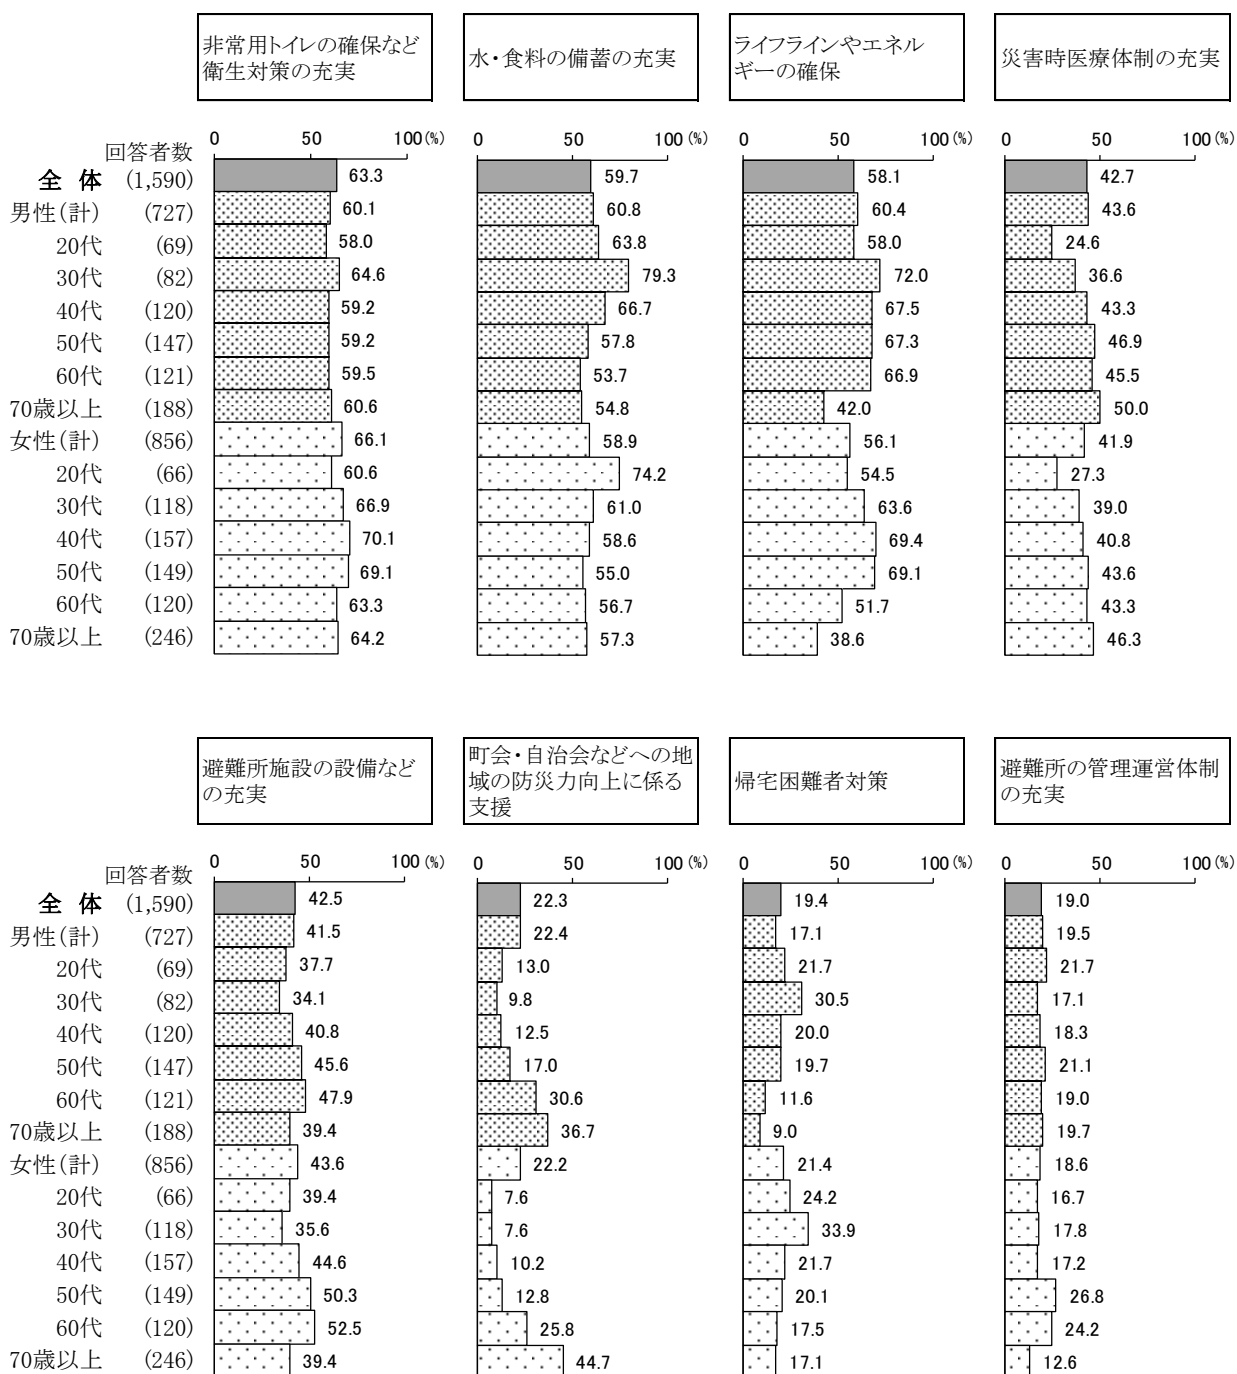 非常用トイレの確保など
衛生対策の充実
水・食料の備蓄の充実
ライフラインやエネル
ギーの確保
災害時医療体制の充実
0 50 100(%) 0 50 100(%) 0 50 100(%) 0 50 100(%)
回答者数
全 体 (1,590) 63.3 59.7 58.1 42.7
男性(計) (727) 60.1 60.8 60.4 43.6
20代 (69) 58.0 63.8 58.0 24.6
30代 (82) 64.6 79.3 72.0 36.6
40代 (120) 59.2 66.7 67.5 43.3
50代 (147) 59.2 57.8 67.3 46.9
60代 (121) 59.5 53.7 66.9 45.5
70歳以上 (188) 60.6 54.8 42.0 50.0
女性(計) (856) 66.1 58.9 56.1 41.9
20代 (66) 60.6 74.2 54.5 27.3
30代 (118) 66.9 61.0 63.6 39.0
40代 (157) 70.1 58.6 69.4 40.8
50代 (149) 69.1 55.0 69.1 43.6
60代 (120) 63.3 56.7 51.7 43.3
70歳以上 (246) 64.2 57.3 38.6 46.3
避難所施設の設備など
の充実
町会・自治会などへの地
域の防災力向上に係る
支援
帰宅困難者対策
避難所の管理運営体制
の充実
0 50 100(%) 0 50 100(%) 0 50 100(%) 0 50 100(%)
回答者数
全 体 (1,590) 42.5 22.3 19.4 19.0
男性(計) (727) 41.5 22.4 17.1 19.5
20代 (69) 37.7 13.0 21.7 21.7
30代 (82) 34.1 9.8 30.5 17.1
40代 (120) 40.8 12.5 20.0 18.3
50代 (147) 45.6 17.0 19.7 21.1
60代 (121) 47.9 30.6 11.6 19.0
70歳以上 (188) 39.4 36.7 9.0 19.7
女性(計) (856) 43.6 22.2 21.4 18.6
20代 (66) 39.4 7.6 24.2 16.7
30代 (118) 35.6 7.6 33.9 17.8
40代 (157) 44.6 10.2 21.7 17.2
50代 (149) 50.3 12.8 20.1 26.8
60代 (120) 52.5 25.8 17.5 24.2
70歳以上 (246) 39.4 44.7 17.1 12.6